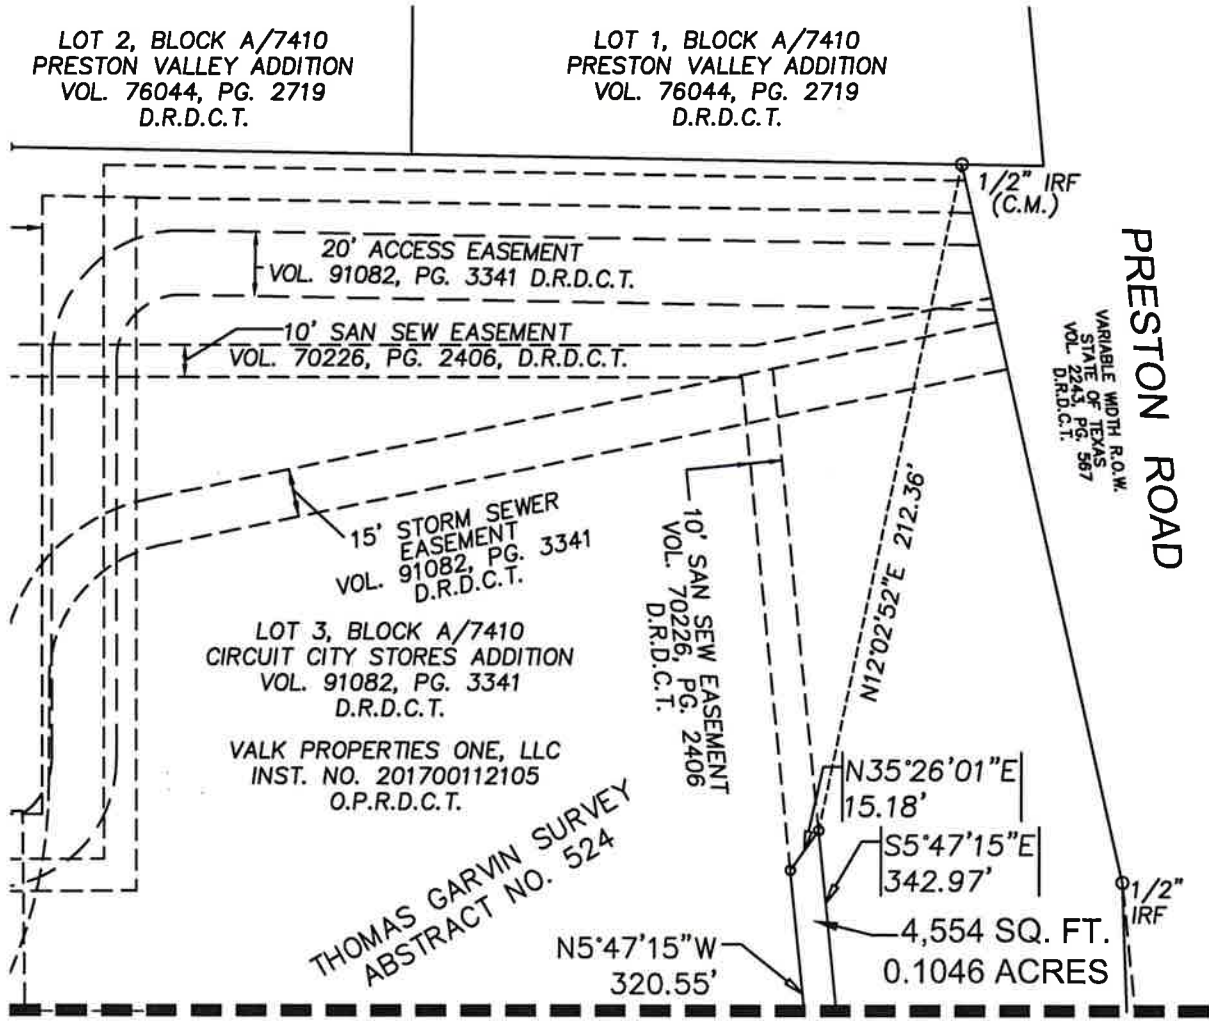 LOT 2, BLOCK A/7410
PRESTON VALLEY ADDITION
VOL. 76044, PG. 2719
D.R.D.C.T.
LOT 1, BLOCK A/7410
PRESTON VALLEY ADDITION
VOL. 76044, PG. 2719
D.R.D.C.T.
1/2" IRF
(C.M.)
20' ACCESS EASEMENT
VOL. 91082, PG. 3341 D.R.D.C.T.
10' SAN SEW EASEMENT
VOL. 70226, PG. 2406, D.R.D.C.T.
PRESTON ROAD
VARIABLE WIDTH R.O.W.
STATE OF TEXAS
VOL. 2243, PG. 567
D.R.D.C.T.
15' STORM SEWER
EASEMENT
VOL. 91082, PG. 3341
D.R.D.C.T.
10' SAN SEW EASEMENT
VOL. 70226, PG. 2406
D.R.D.C.T.
N12°02'52"E 212.36'
LOT 3, BLOCK A/7410
CIRCUIT CITY STORES ADDITION
VOL. 91082, PG. 3341
D.R.D.C.T.
VALK PROPERTIES ONE, LLC
INST. NO. 201700112105
O.P.R.D.C.T.
THOMAS GARVIN SURVEY
ABSTRACT NO. 524
N35°26'01"E
15.18'
S5°47'15"E
342.97'
1/2"
IRF
4,554 SQ. FT.
0.1046 ACRES
N5°47'15"W
320.55'